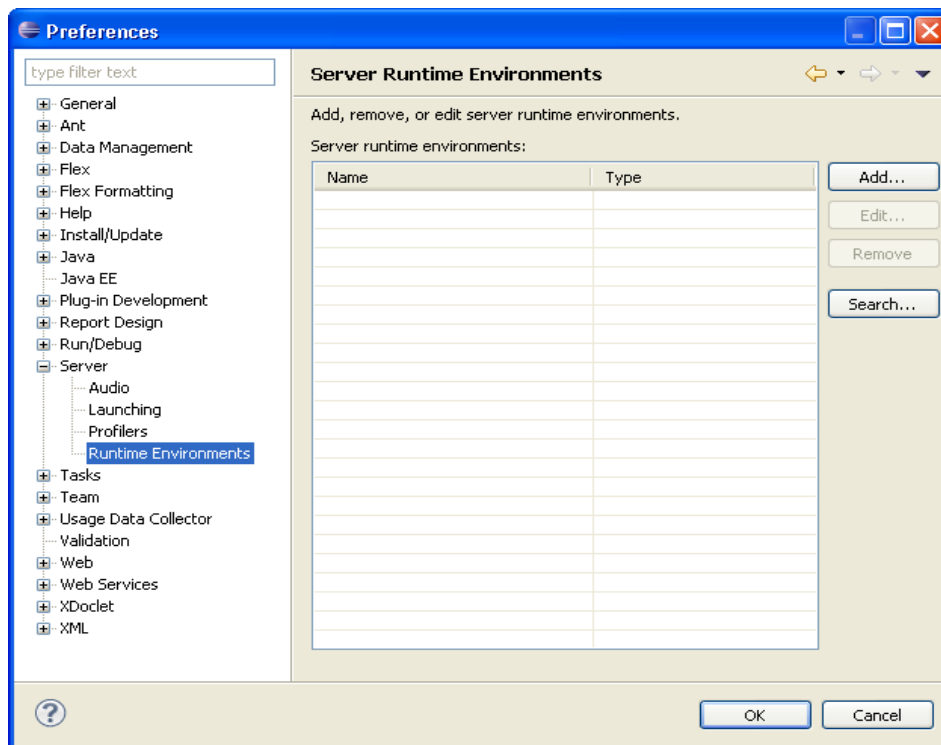 Preferences
type filter text
General
Ant
Data Management
Flex
Flex Formatting
Help
Install/Update
Java
Java EE
Plug-in Development
Report Design
Run/Debug
Server
Audio
Launching
Profilers
Runtime Environments
Tasks
Team
Usage Data Collector
Validation
Web
Web Services
XDoclet
XML
Server Runtime Environments
Add, remove, or edit server runtime environments.
Server runtime environments:
Name Type
Add...
Edit...
Remove
Search...
OK Cancel